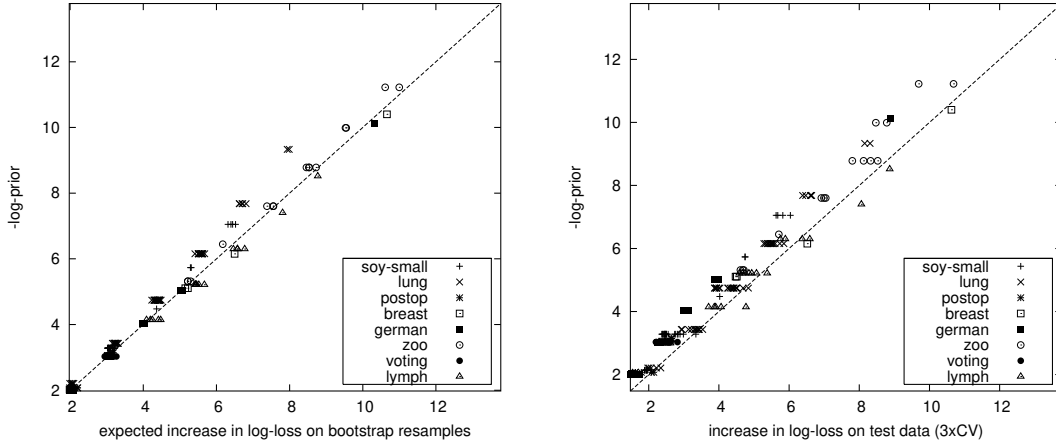 -log-prior
12
10
8
6
4
2
2 4 6 8 10 12
expected increase in log-loss on bootstrap resamples
soy-small
lung
postop
breast
german
zoo
voting
lymph
-log-prior
12
10
8
6
4
2
2 4 6 8 10 12
increase in log-loss on test data (3xCV)
soy-small
lung
postop
breast
german
zoo
voting
lymph